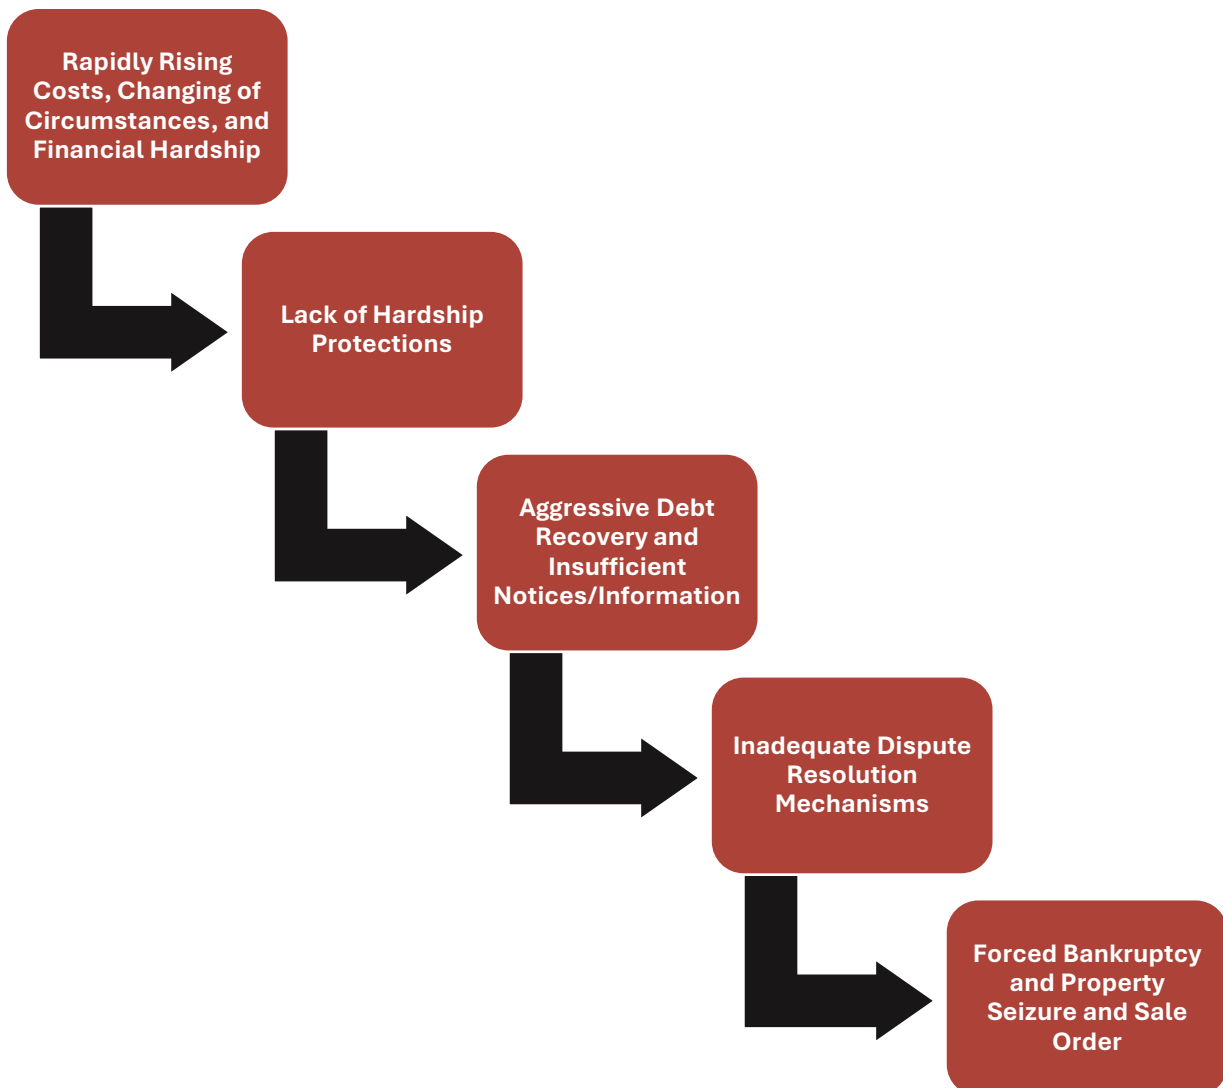 Rapidly Rising
Costs, Changing of
Circumstances, and
Financial Hardship
Lack of Hardship
Protections
Aggressive Debt
Recovery and
Insufficient
Notices/Information
Inadequate Dispute
Resolution
Mechanisms
Forced Bankruptcy
and Property
Seizure and Sale
Order